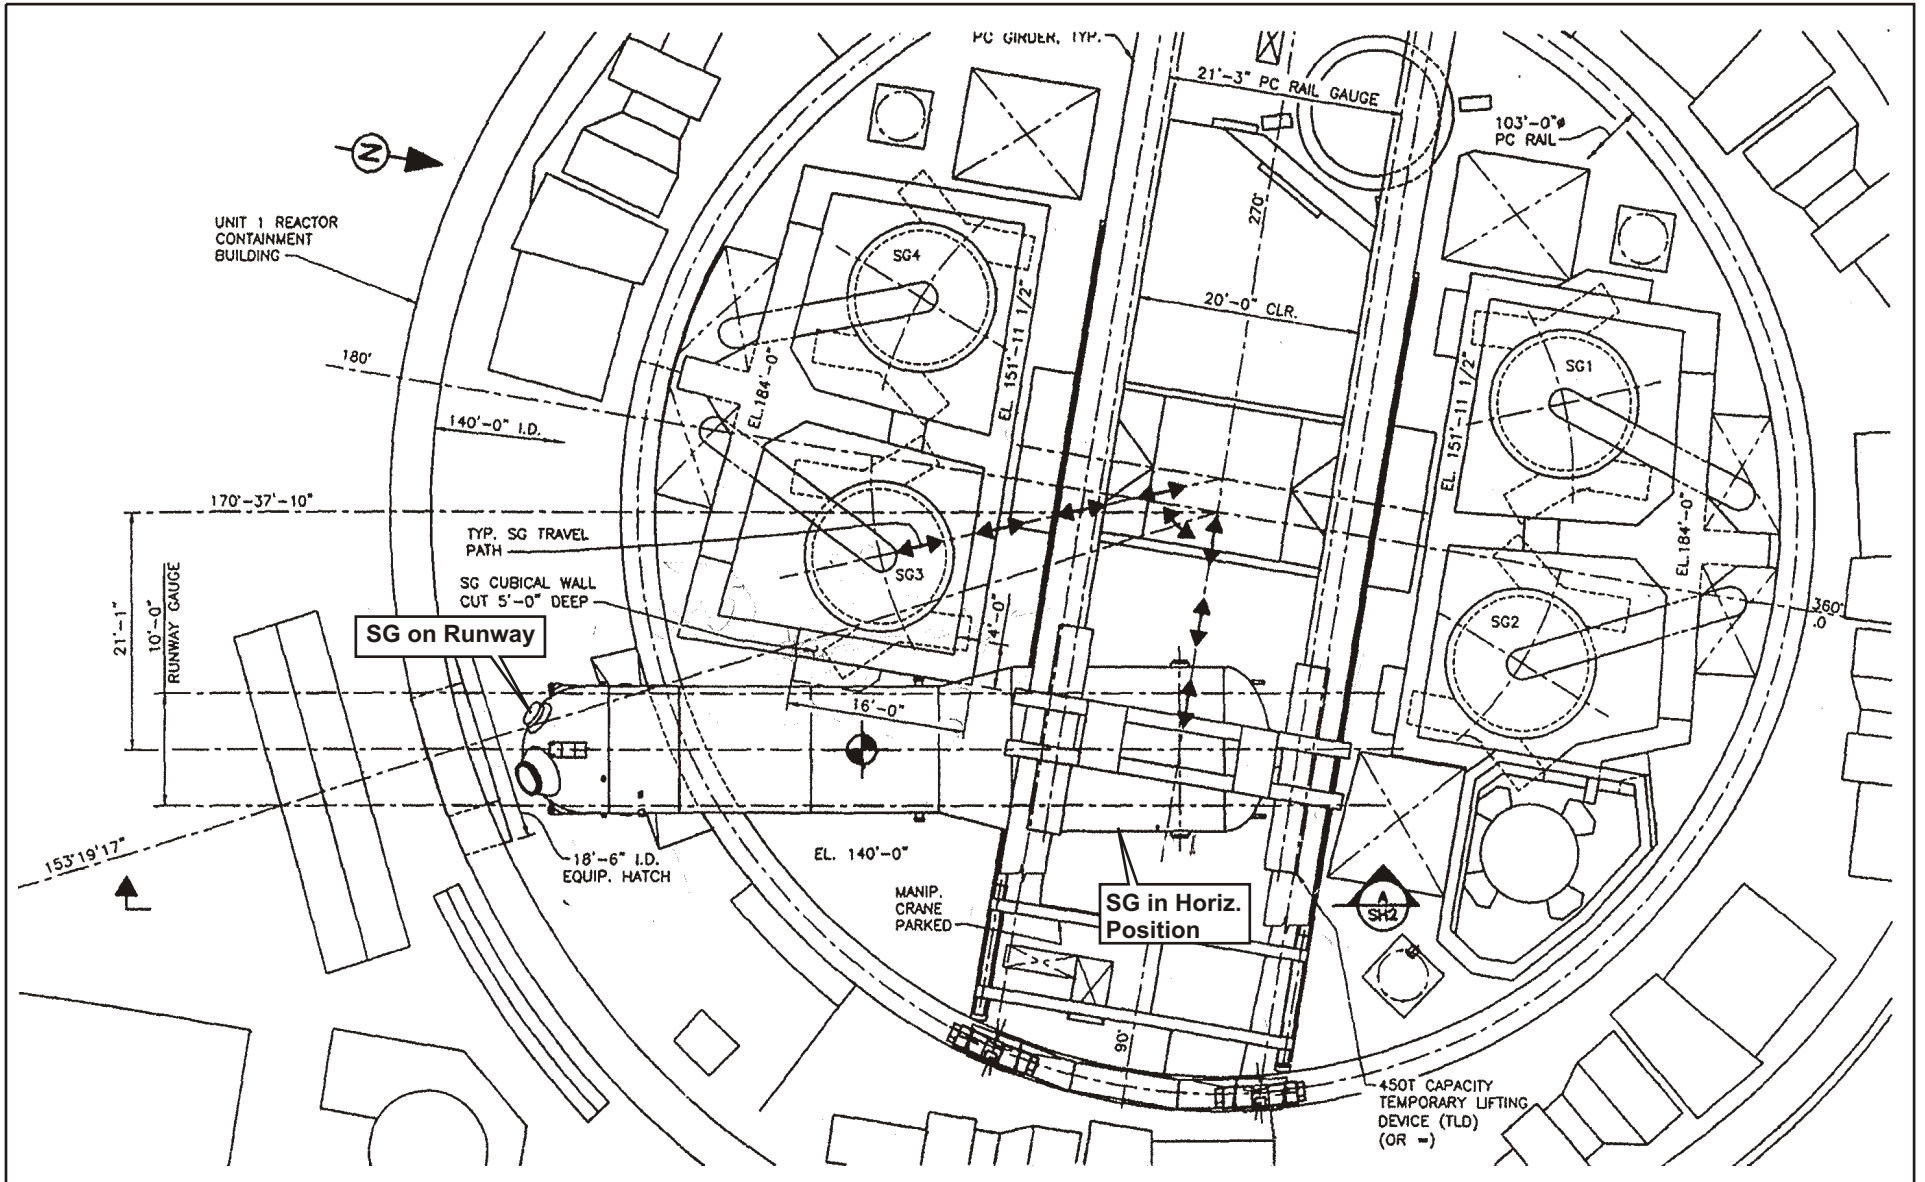 PC GIRDER, TYP.
21'-3" PC RAIL GAUGE
103'-0"ø
PC RAIL
N
UNIT 1 REACTOR
CONTAINMENT
BUILDING
SG4
270'
SG1
EL. 151'-11 1/2"
20'-0" CLR.
180'
EL.184'-0"
EL. 151'-11 1/2"
140'-0" I.D.
170'-37'-10"
TYP. SG TRAVEL
PATH
SG3
EL.184'-0"
SG CUBICAL WALL
CUT 5'-0" DEEP
14'-0"
360'
.0'
SG2
21'-1"
10'-0"
RUNWAY GAUGE
SG on Runway
16'-0"
153'19'17"
18'-6" I.D.
EQUIP. HATCH
EL. 140'-0"
MANIP.
CRANE
PARKED
SG in Horiz.
Position
A
SH2
90'
450T CAPACITY
TEMPORARY LIFTING
DEVICE (TLD)
(OR =)